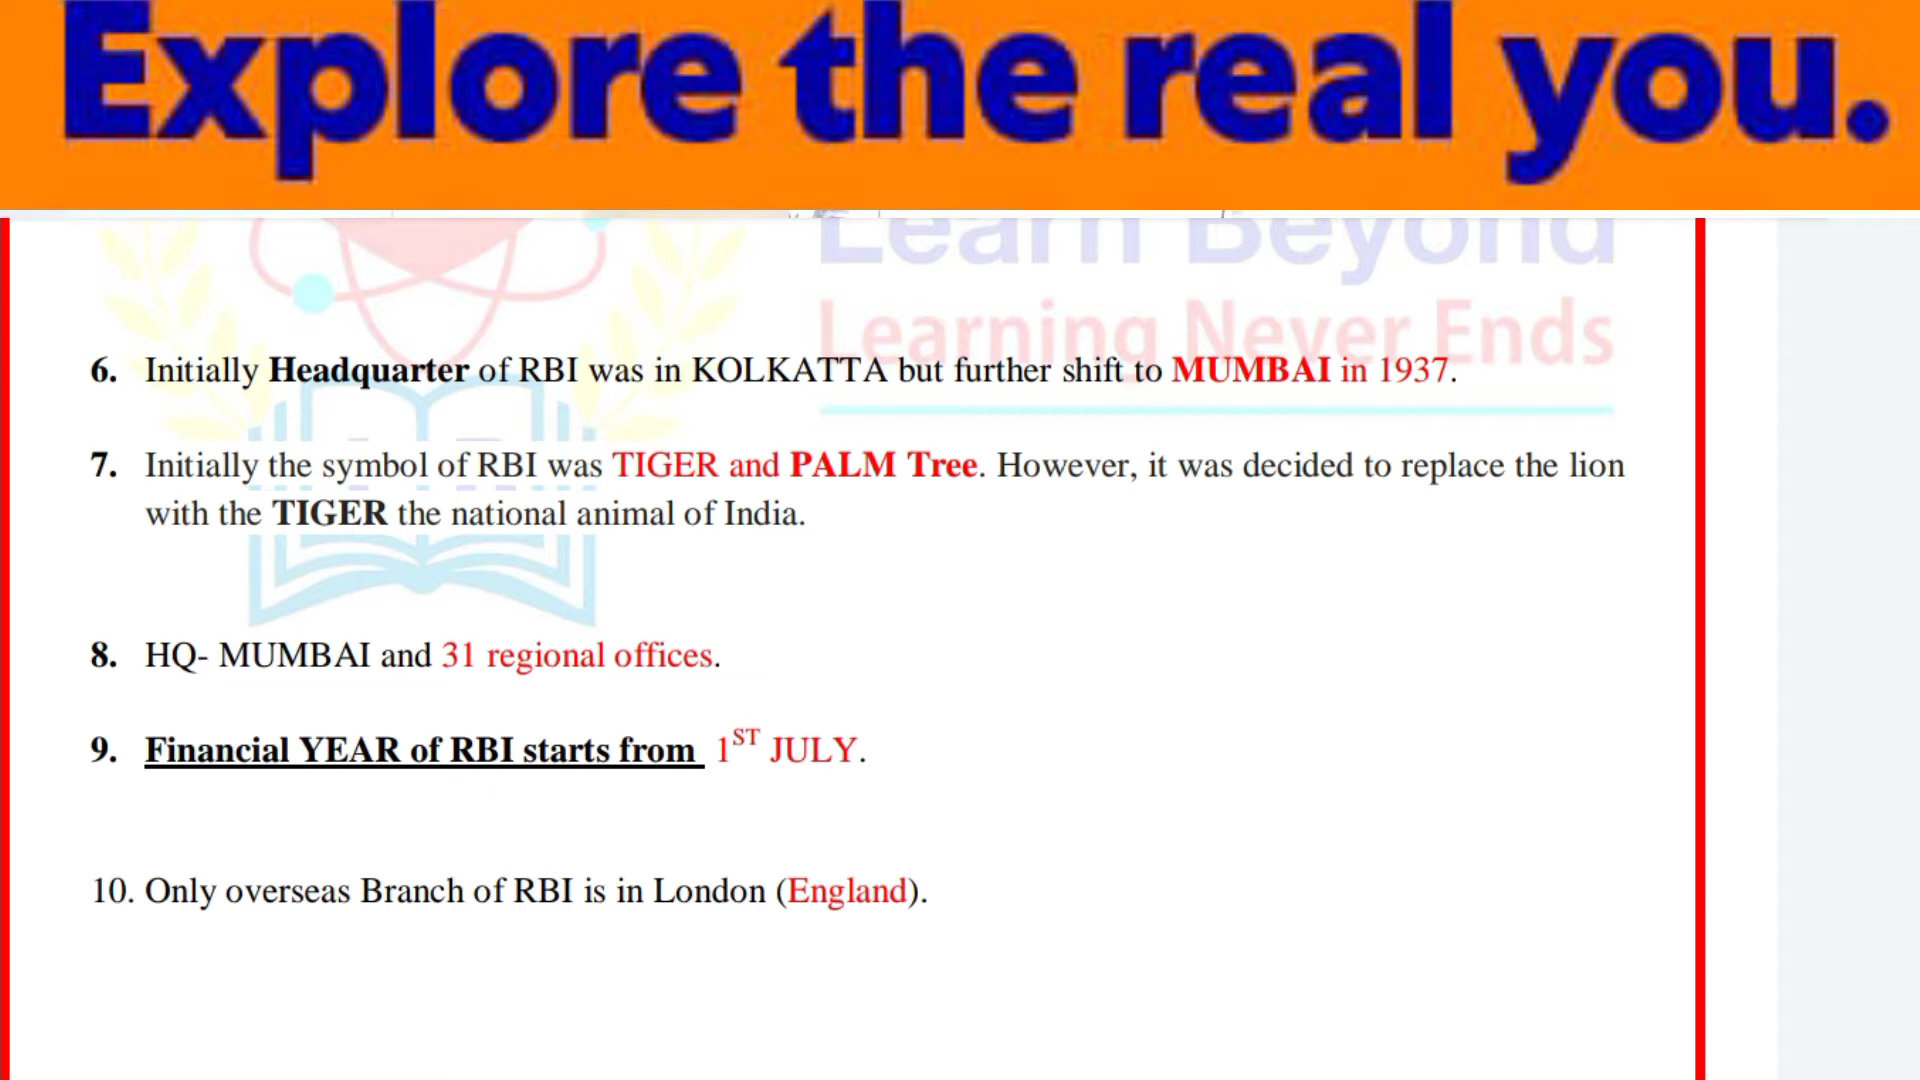 Explore the real you.
Learn Beyond
Learning Never Ends
6. Initially Headquarter of RBI was in KOLKATTA but further shift to MUMBAI in 1937.
7. Initially the symbol of RBI was TIGER and PALM Tree. However, it was decided to replace the lion
with the TIGER the national animal of India.
8. HQ- MUMBAI and 31 regional offices.
9. Financial YEAR of RBI starts from 1ST JULY.
10. Only overseas Branch of RBI is in London (England).